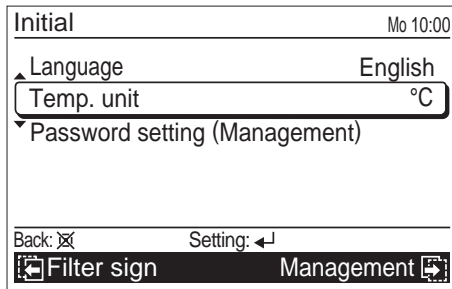 Initial Mo 10:00
Language English
Temp. unit °C
Password setting (Management)
Back: Setting:
Filter sign Management